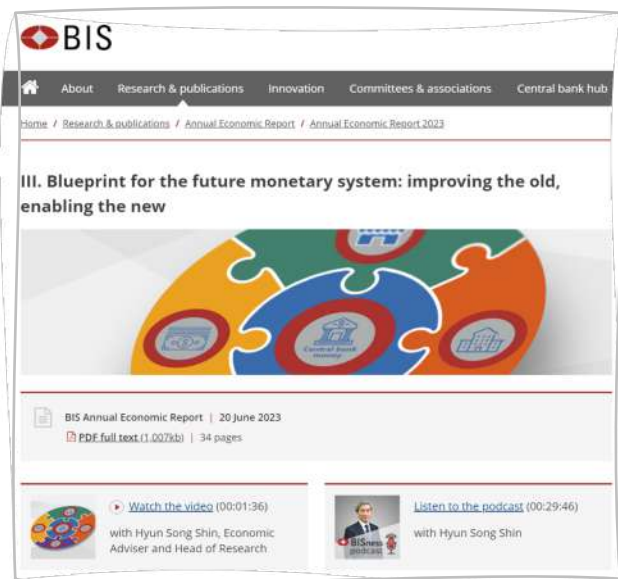 BIS
About Research & publications Innovation Committees & associations Central bank hub
Home / Research & publications / Annual Economic Report / Annual Economic Report 2023
III. Blueprint for the future monetary system: improving the old,
enabling the new
Central bank
money
BIS Annual Economic Report | 20 June 2023
PDF full text (1,007kb) | 34 pages
Watch the video (00:01:36)
with Hyun Song Shin, Economic
Adviser and Head of Research
Listen to the podcast (00:29:46)
with Hyun Song Shin
BISness
podcast